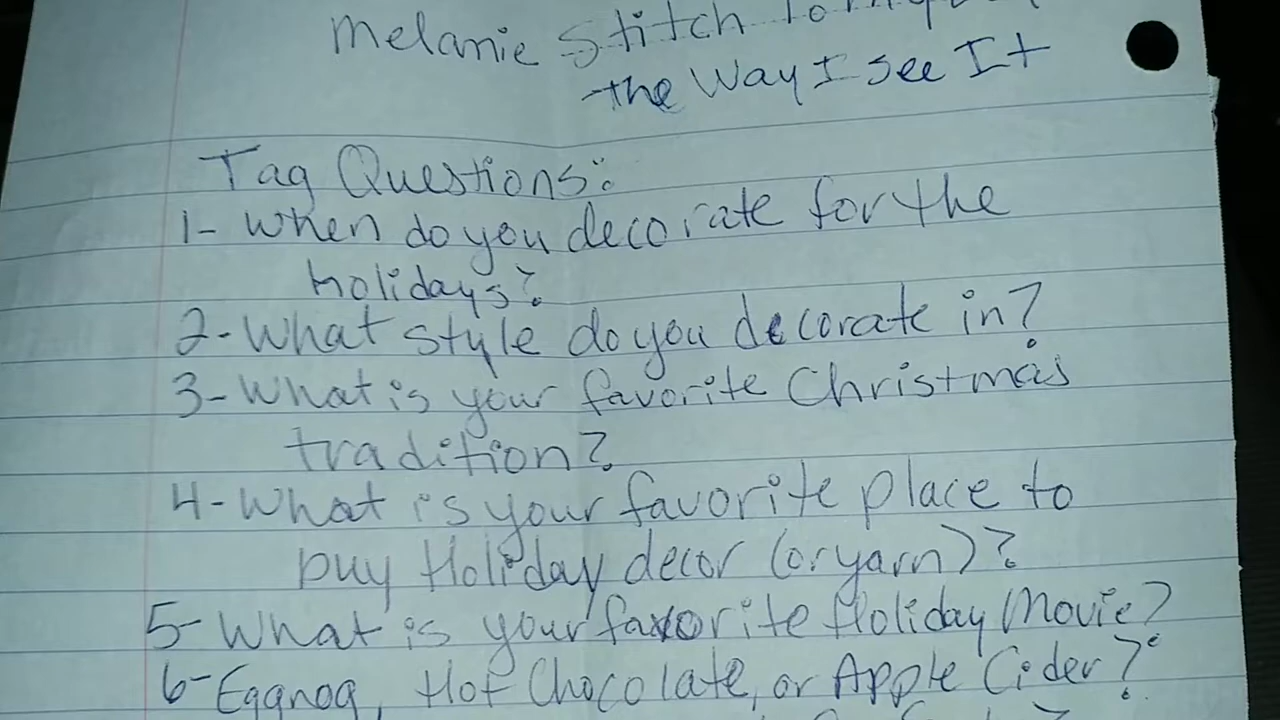 Melanie Stitch
the Way I see It
Tag Questions:
1- When do you decorate for the
holidays?
2- What style do you decorate in?
3- What is your favorite Christmas
tradition?
4- What is your favorite place to
buy Holiday decor (or yarn)?
5- What is your favorite Holiday Movie?
6- Eggnog, Hot Chocolate, or Apple Cider?